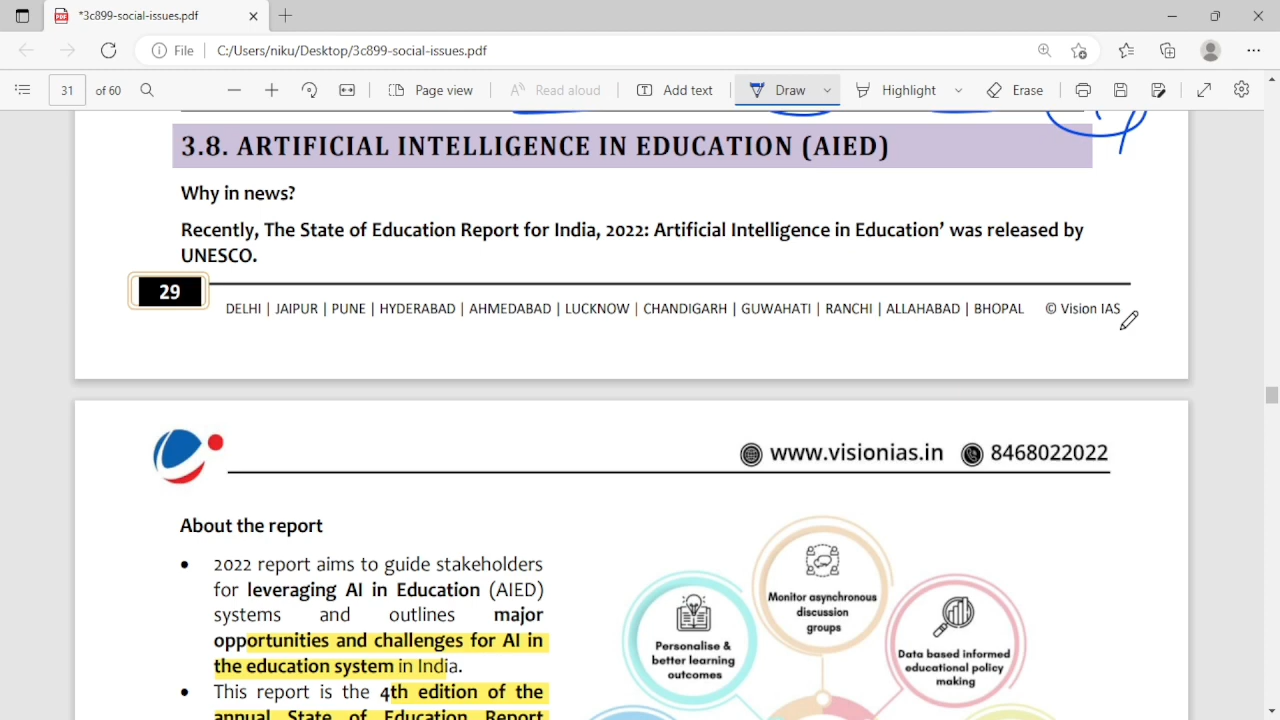 *3c899-social-issues.pdf
File
C:/Users/niku/Desktop/3c899-social-issues.pdf
31 of 60
Page view
Read aloud
Add text
Draw
Highlight
Erase
3.8. ARTIFICIAL INTELLIGENCE IN EDUCATION (AIED)
Why in news?
Recently, The State of Education Report for India, 2022: Artificial Intelligence in Education’ was released by
UNESCO.
29
DELHI | JAIPUR | PUNE | HYDERABAD | AHMEDABAD | LUCKNOW | CHANDIGARH | GUWAHATI | RANCHI | ALLAHABAD | BHOPAL © Vision IAS
www.visionias.in 8468022022
About the report
• 2022 report aims to guide stakeholders
for leveraging AI in Education (AIED)
systems and outlines major
opportunities and challenges for AI in
the education system in India.
• This report is the 4th edition of the
annual State of Education Report
Monitor asynchronous
discussion
groups
Personalise &
better learning
outcomes
Data based informed
educational policy
making